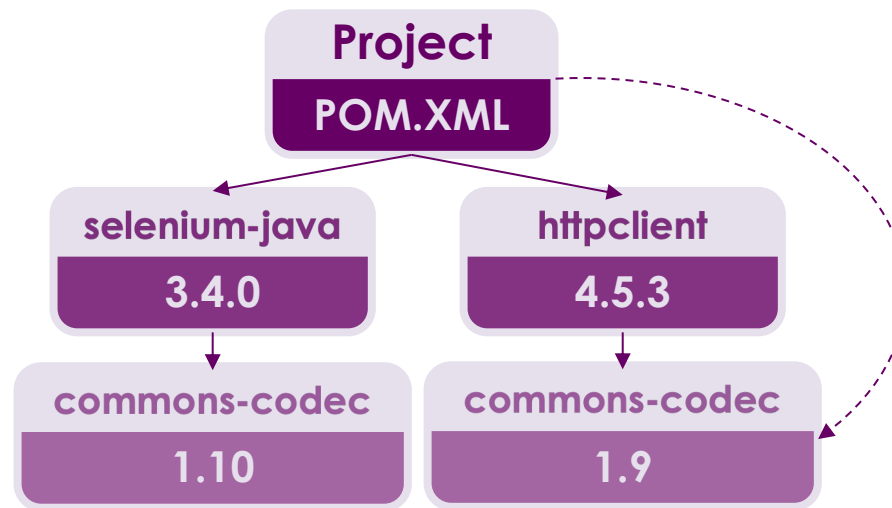 Project
POM.XML
selenium-java
3.4.0
httpclient
4.5.3
commons-codec
1.10
commons-codec
1.9